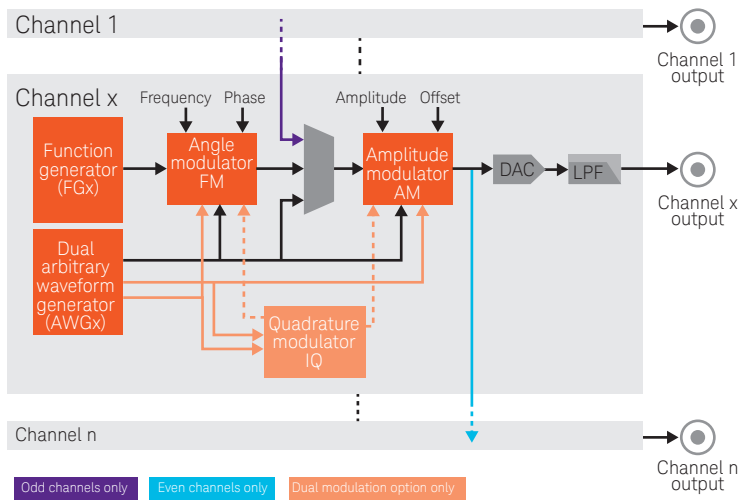 Channel 1
Channel 1
output
Channel x
Frequency
Phase
Amplitude
Offset
Function
generator
(FGx)
Angle
modulator
FM
Amplitude
modulator
AM
DAC
LPF
Channel x
output
Dual
arbitrary
waveform
generator
(AWGx)
Quadrature
modulator
IQ
Channel n
Channel n
output
Odd channels only
Even channels only
Dual modulation option only